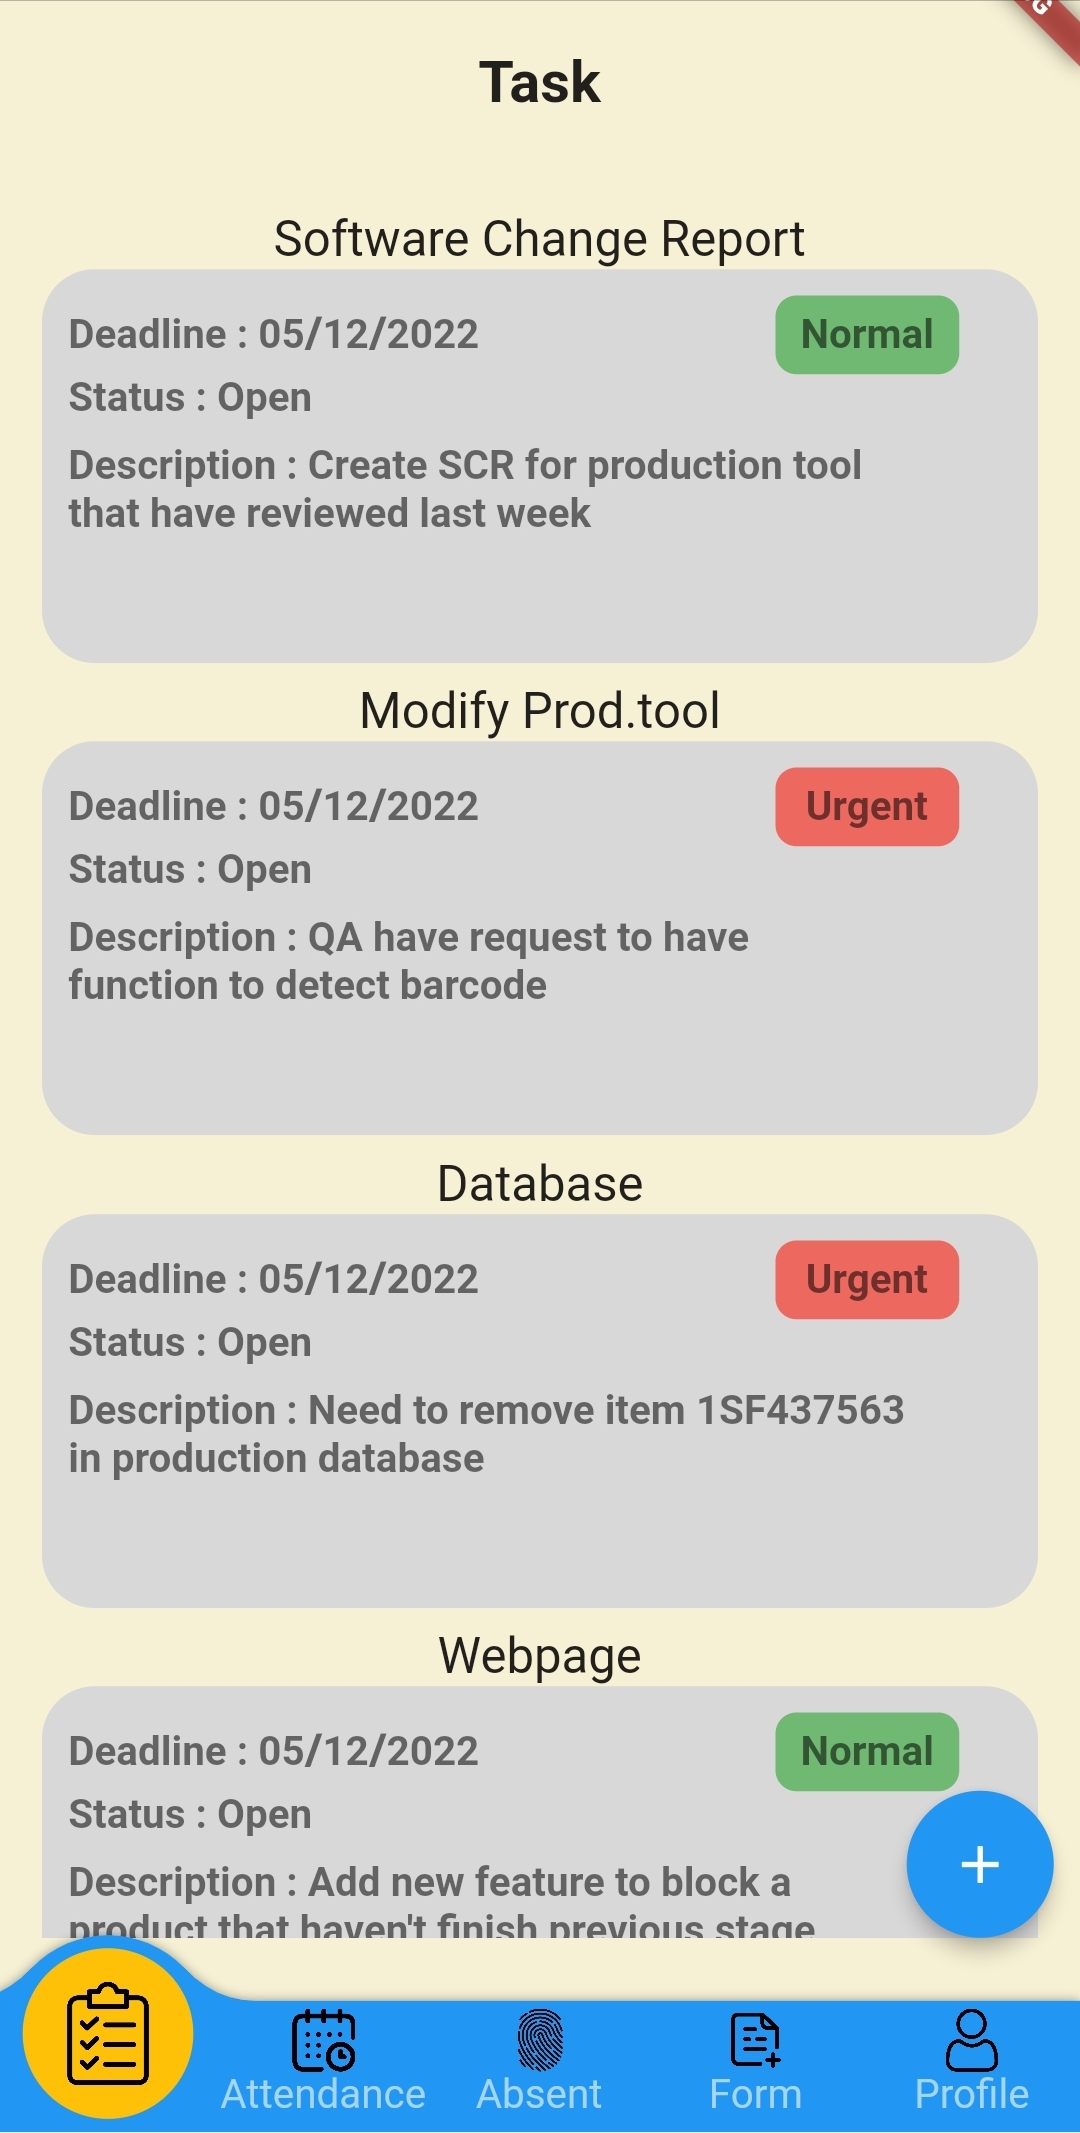 G
Task
Software Change Report
Deadline : 05/12/2022
Normal
Status : Open
Description : Create SCR for production tool
that have reviewed last week
Modify Prod.tool
Deadline : 05/12/2022
Urgent
Status : Open
Description : QA have request to have
function to detect barcode
Database
Deadline : 05/12/2022
Urgent
Status : Open
Description : Need to remove item 1SF437563
in production database
Webpage
Deadline : 05/12/2022
Normal
Status : Open
Description : Add new feature to block a
product that haven't finish previous stage
+
Attendance
Absent
Form
Profile